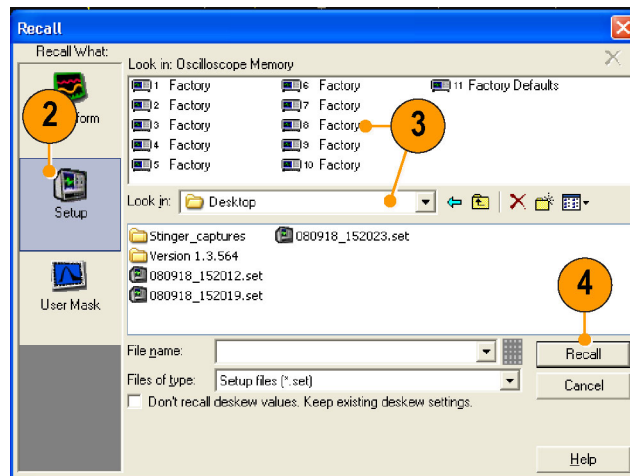 Recall
Recall What:
Look in: Oscilloscope Memory
1 Factory
6 Factory
11 Factory Defaults
2 Factory
7 Factory
3 Factory
8 Factory
4 Factory
9 Factory
5 Factory
10 Factory
2
form
3
Setup
Look in: Desktop
Stinger_captures
080918_152023.set
Version 1.3.564
080918_152012.set
080918_152019.set
User Mask
4
File name:
Recall
Files of type: Setup files (*.set)
Cancel
Don't recall deskew values. Keep existing deskew settings.
Help